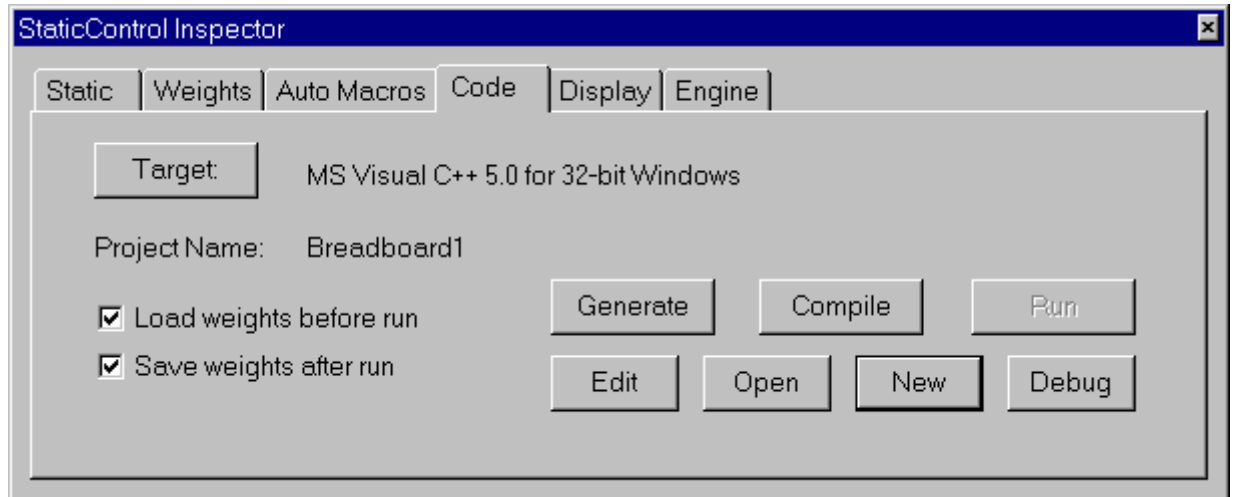 StaticControl Inspector
Static Weights Auto Macros Code Display Engine
Target: MS Visual C++ 5.0 for 32-bit Windows
Project Name: Breadboard1
Load weights before run
Generate Compile Run
Save weights after run
Edit Open New Debug